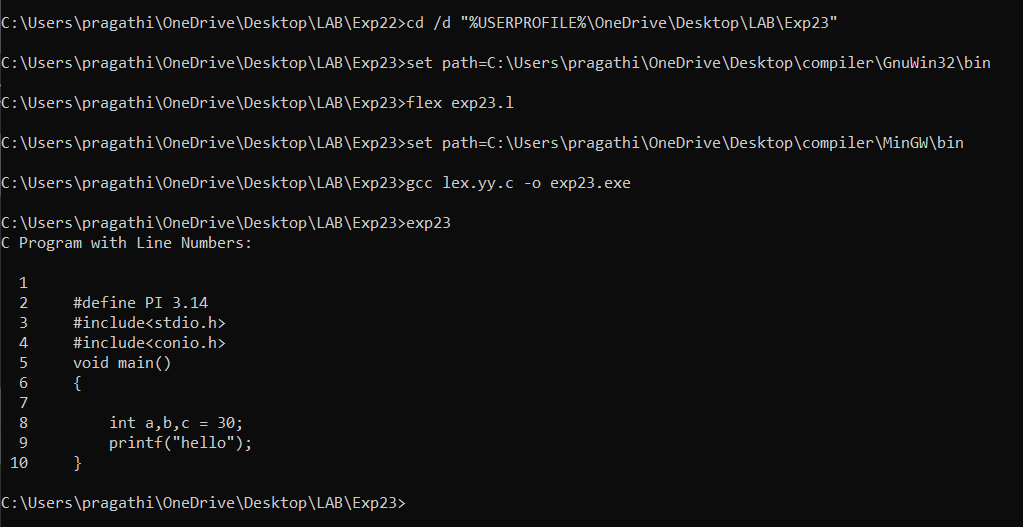 C:\Users\pragathi\OneDrive\Desktop\LAB\Exp22>cd /d "%USERPROFILE%\OneDrive\Desktop\LAB\Exp23"
C:\Users\pragathi\OneDrive\Desktop\LAB\Exp23>set path=C:\Users\pragathi\OneDrive\Desktop\compiler\GnuWin32\bin
C:\Users\pragathi\OneDrive\Desktop\LAB\Exp23>flex exp23.l
C:\Users\pragathi\OneDrive\Desktop\LAB\Exp23>set path=C:\Users\pragathi\OneDrive\Desktop\compiler\MinGW\bin
C:\Users\pragathi\OneDrive\Desktop\LAB\Exp23>gcc lex.yy.c -o exp23.exe
C:\Users\pragathi\OneDrive\Desktop\LAB\Exp23>exp23
C Program with Line Numbers:
1
2 #define PI 3.14
3 #include<stdio.h>
4 #include<conio.h>
5 void main()
6 {
7
8 int a,b,c = 30;
9 printf("hello");
10 }
C:\Users\pragathi\OneDrive\Desktop\LAB\Exp23>